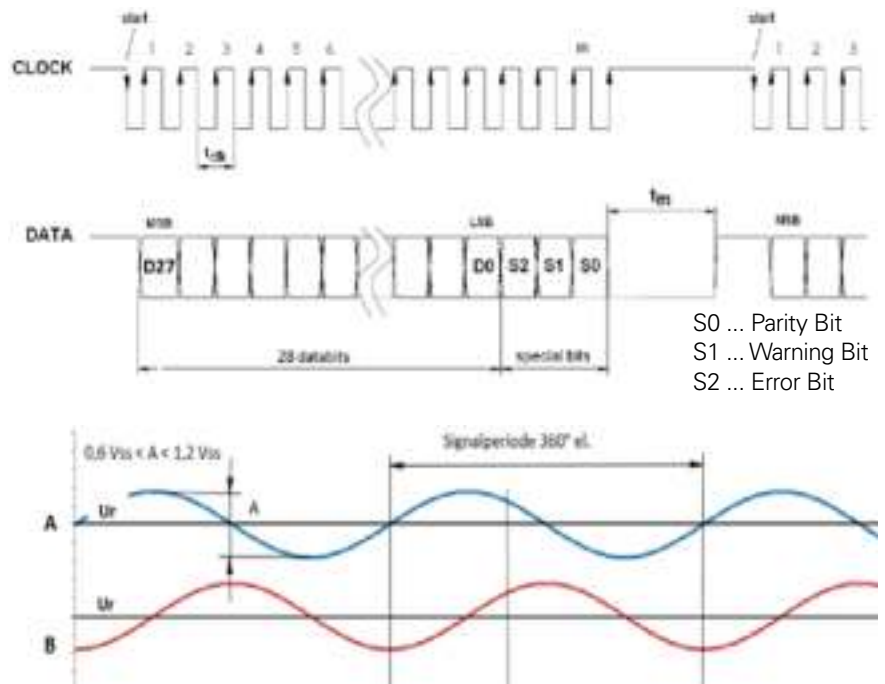 start start
1 2 3 4 5 6 1 2 3
CLOCK
DATA
MSB LSB MSB
D27 D0 S2 S1 S0
28 databits special bits
S0 ... Parity Bit
S1 ... Warning Bit
S2 ... Error Bit
Signalperiode 360° el.
0,6 Vss < A < 1,2 Vss
A Ur A
Ur
B